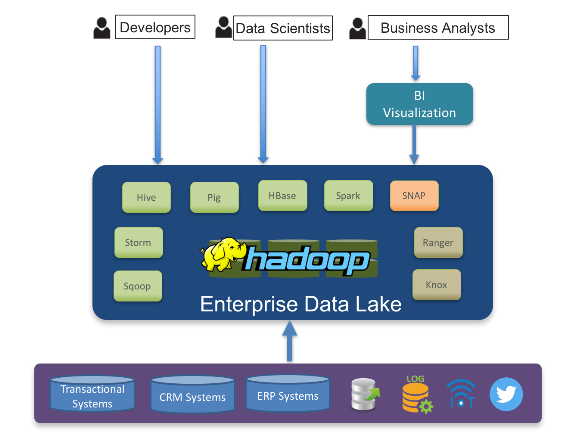 Developers
Data Scientists
Business Analysts
BI
Visualization
Hive
Pig
HBase
Spark
SNAP
Storm
Ranger
hadoop
Sqoop
Knox
Enterprise Data Lake
Transactional
Systems
CRM Systems
ERP Systems
LOG